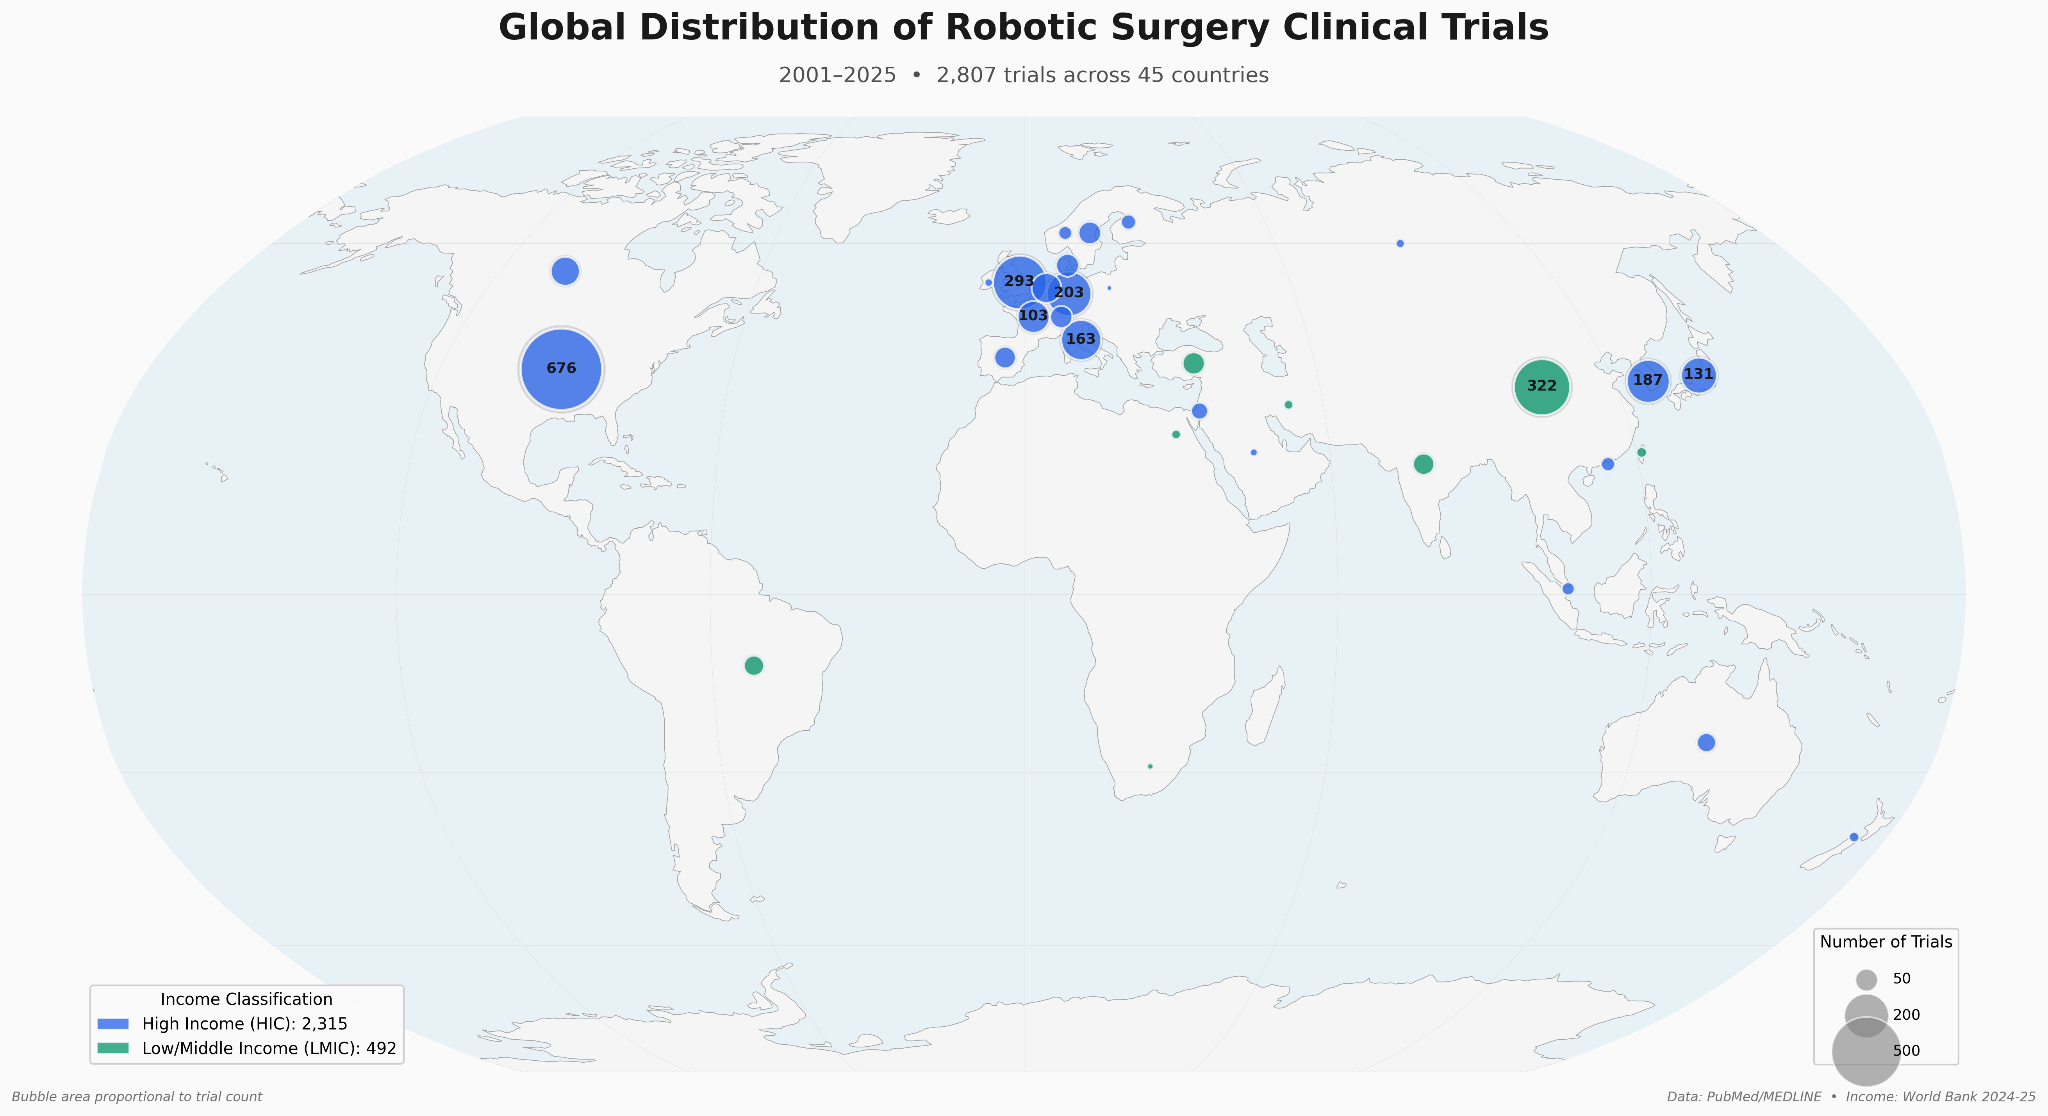 Global Distribution of Robotic Surgery Clinical Trials
2001–2025 • 2,807 trials across 45 countries
293
203
103
163
676
322
187
131
Number of Trials
50
200
500
Income Classification
High Income (HIC): 2,315
Low/Middle Income (LMIC): 492
Bubble area proportional to trial count
Data: PubMed/MEDLINE • Income: World Bank 2024-25